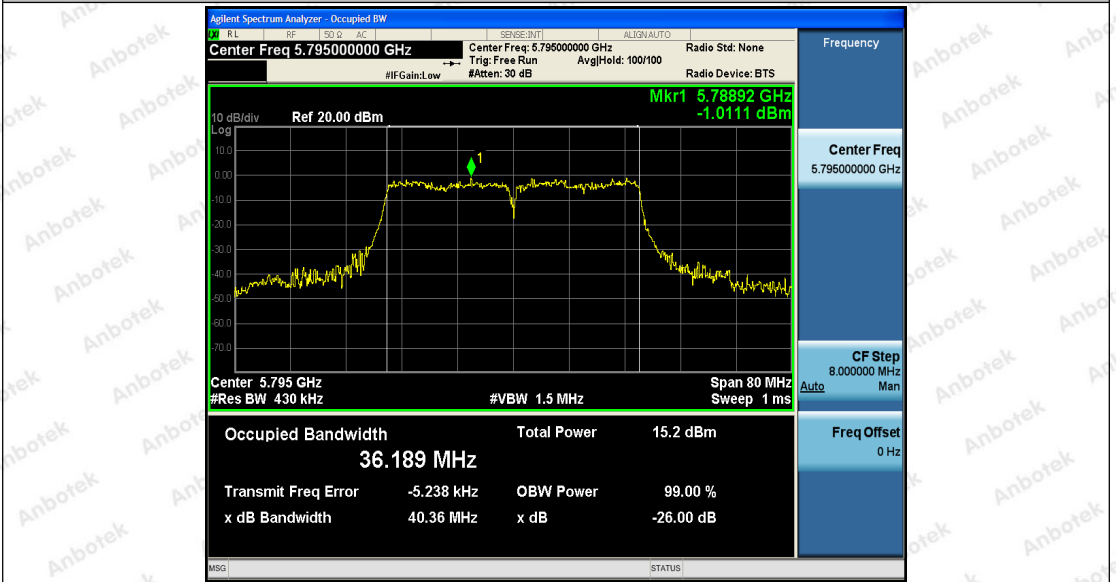 Agilent Spectrum Analyzer - Occupied BW
LXI RL RF 50 Ω AC SENSE:INT ALIGNAUTO
Center Freq 5.795000000 GHz
Center Freq: 5.795000000 GHz
Radio Std: None
Trig: Free Run Avg|Hold: 100/100
#IFGain:Low
#Atten: 30 dB
Radio Device: BTS
Mkr1 5.78892 GHz
-1.0111 dBm
10 dB/div Ref 20.00 dBm
Log
10.0
0.00
-10.0
-20.0
-30.0
-40.0
-50.0
-60.0
-70.0
1
Center 5.795 GHz
Span 80 MHz
#Res BW 430 kHz
#VBW 1.5 MHz
Sweep 1 ms
Occupied Bandwidth
36.189 MHz
Total Power 15.2 dBm
Transmit Freq Error -5.238 kHz
OBW Power 99.00 %
x dB Bandwidth 40.36 MHz
x dB -26.00 dB
MSG
STATUS
Frequency
Center Freq
5.795000000 GHz
CF Step
8.000000 MHz
Auto Man
Freq Offset
0 Hz
Anbotek